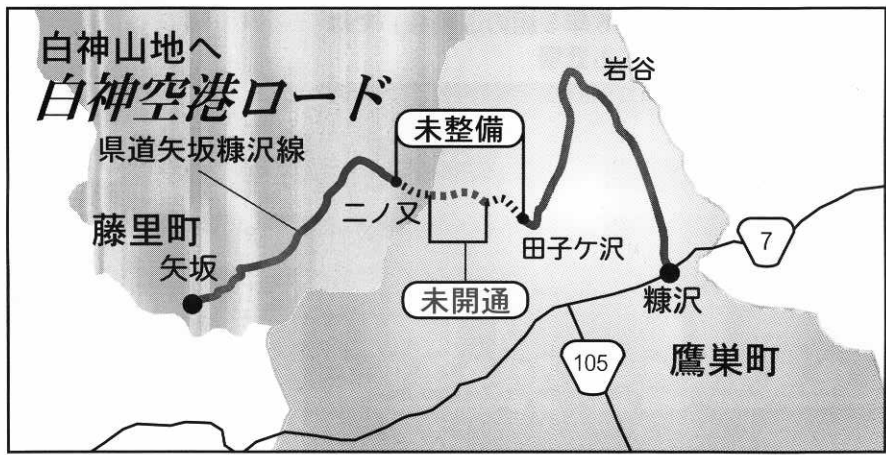 白神山地へ
白神空港ロード
県道矢坂糠沢線
藤里町
矢坂
二ノ又
未整備
未開通
田子ケ沢
岩谷
糠沢
7
105
鷹巣町